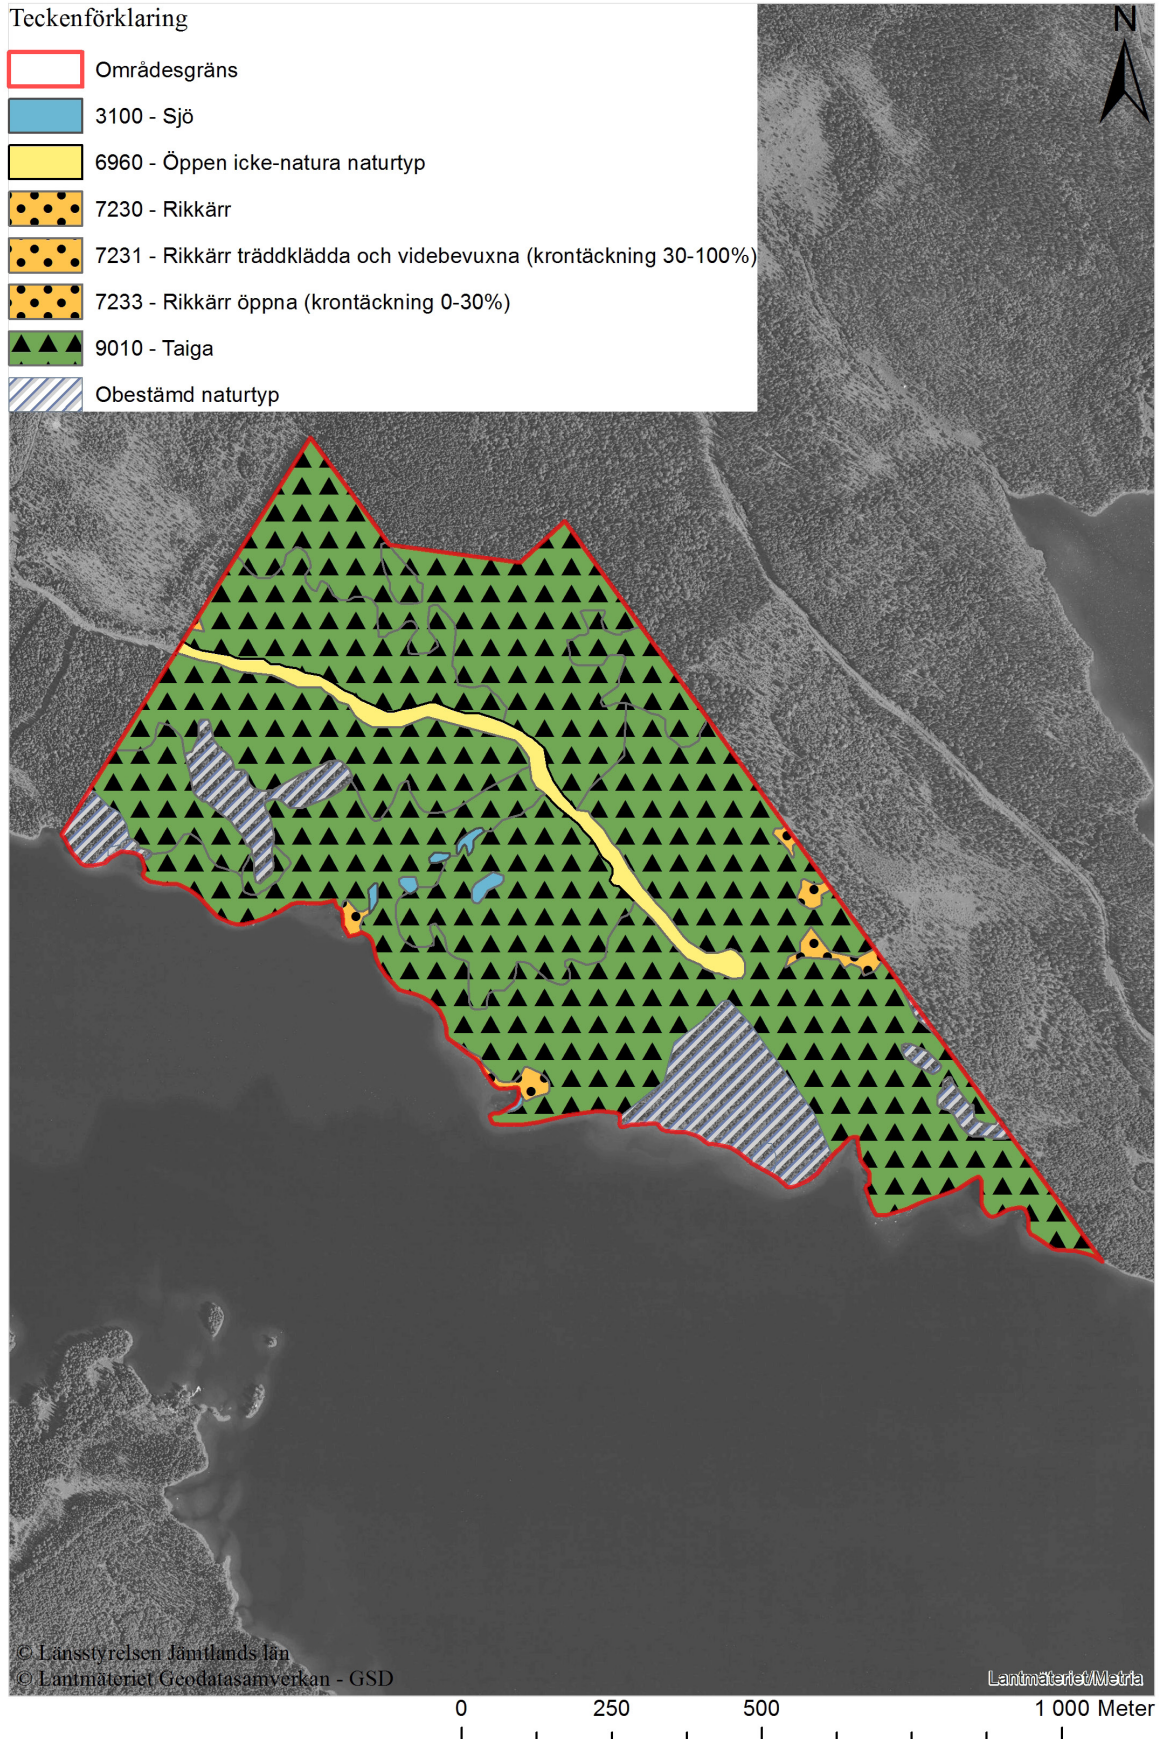 Teckenförklaring
N
Områdesgräns
3100 - Sjö
6960 - Öppen icke-natura naturtyp
7230 - Rikkärr
7231 - Rikkärr träddklädda och videbevuxna (krontäckning 30-100%)
7233 - Rikkärr öppna (krontäckning 0-30%)
9010 - Taiga
Obestämd naturtyp
© Länsstyrelsen Jämtlands län
© Lantmäteriet Geodatasamverkan - GSD
Lantmäteriet/Metria
0 250 500 1 000 Meter